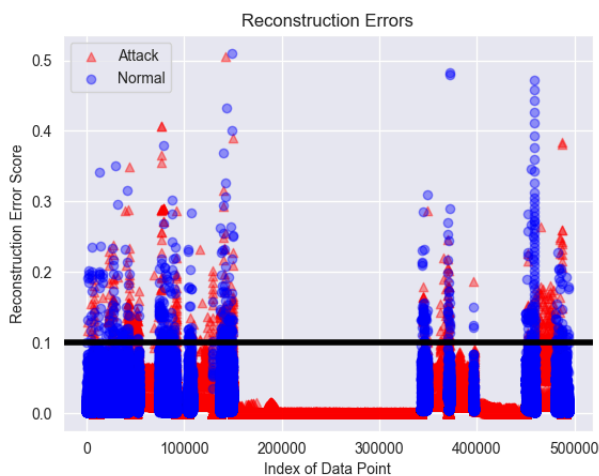 Reconstruction Errors
Attack
Normal
Reconstruction Error Score
0.5
0.4
0.3
0.2
0.1
0.0
0 100000 200000 300000 400000 500000
Index of Data Point